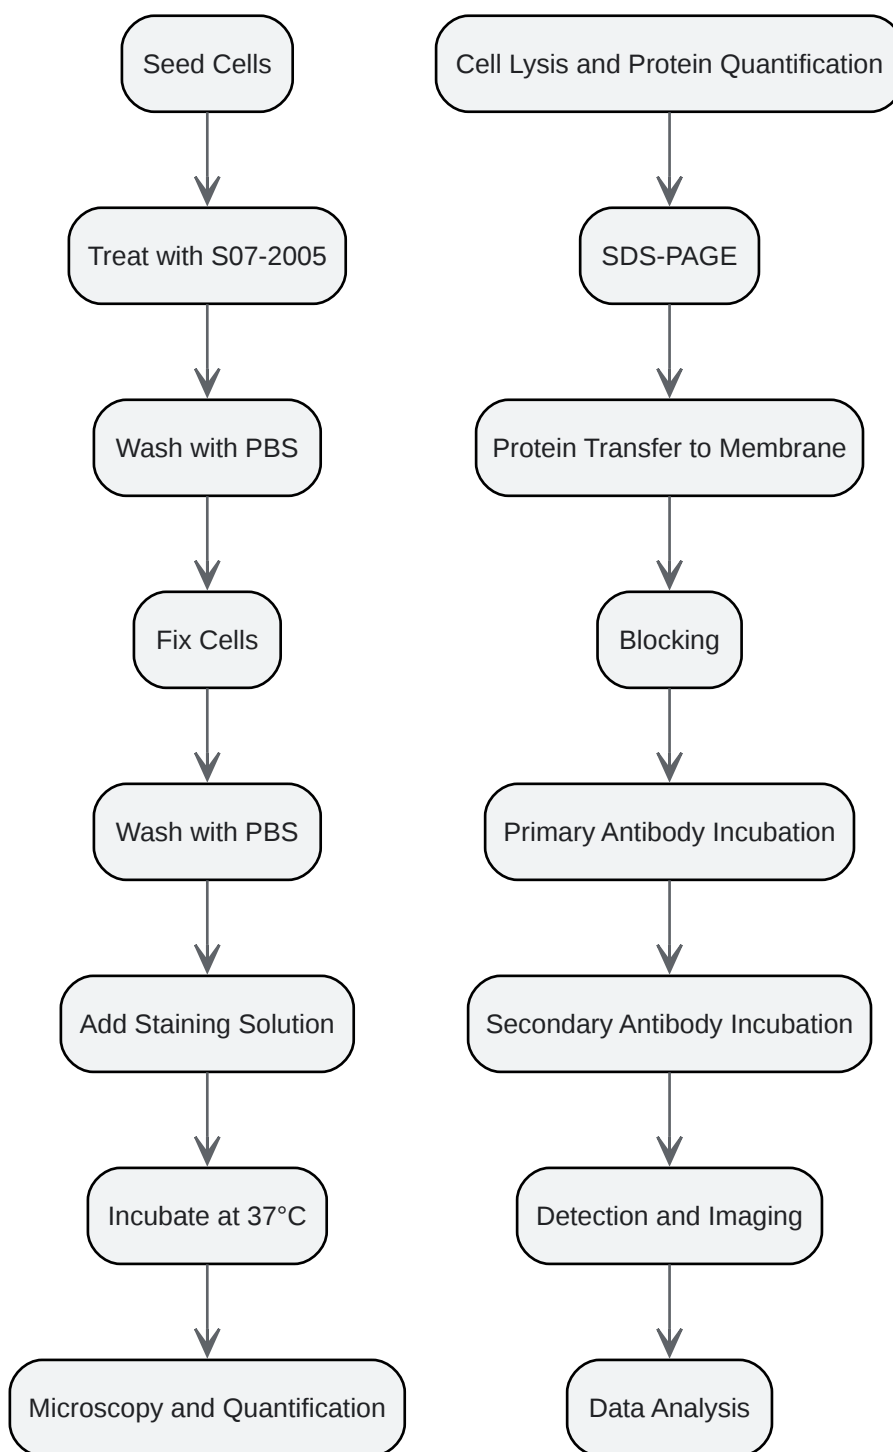 Seed Cells
Treat with S07-2005
Wash with PBS
Fix Cells
Wash with PBS
Add Staining Solution
Incubate at 37°C
Microscopy and Quantification
Cell Lysis and Protein Quantification
SDS-PAGE
Protein Transfer to Membrane
Blocking
Primary Antibody Incubation
Secondary Antibody Incubation
Detection and Imaging
Data Analysis